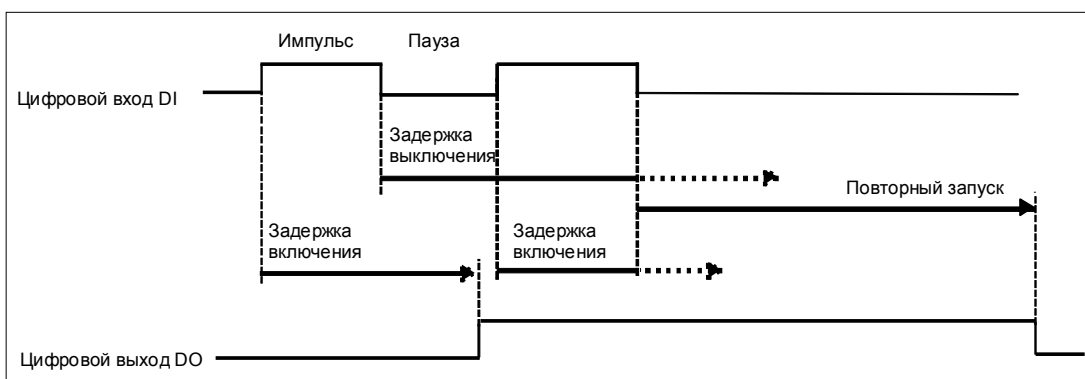 Импульс
Пауза
Цифровой вход DI
Задержка
выключения
Повторный запуск
Задержка
включения
Задержка
включения
Цифровой выход DO